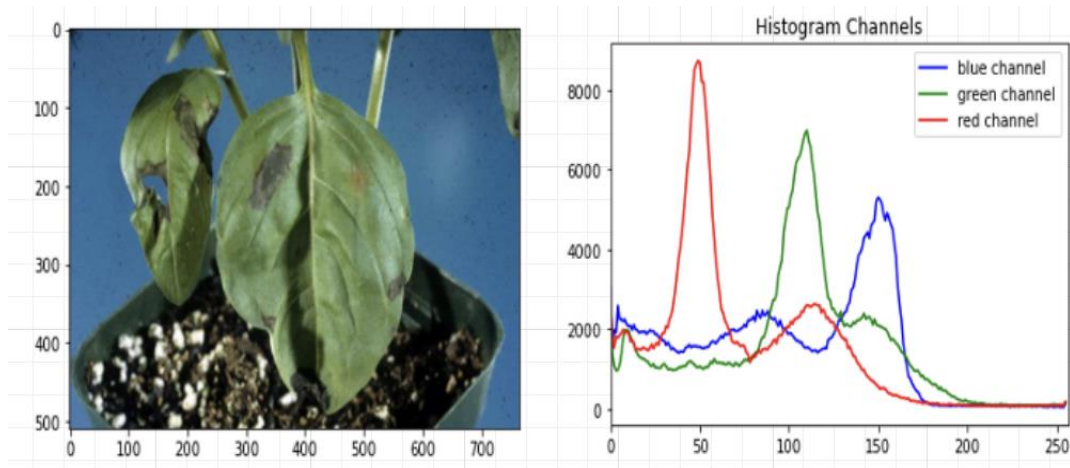 0
100
200
300
400
500
0 100 200 300 400 500 600 700
Histogram Channels
blue channel
green channel
red channel
8000
6000
4000
2000
0
0 50 100 150 200 250